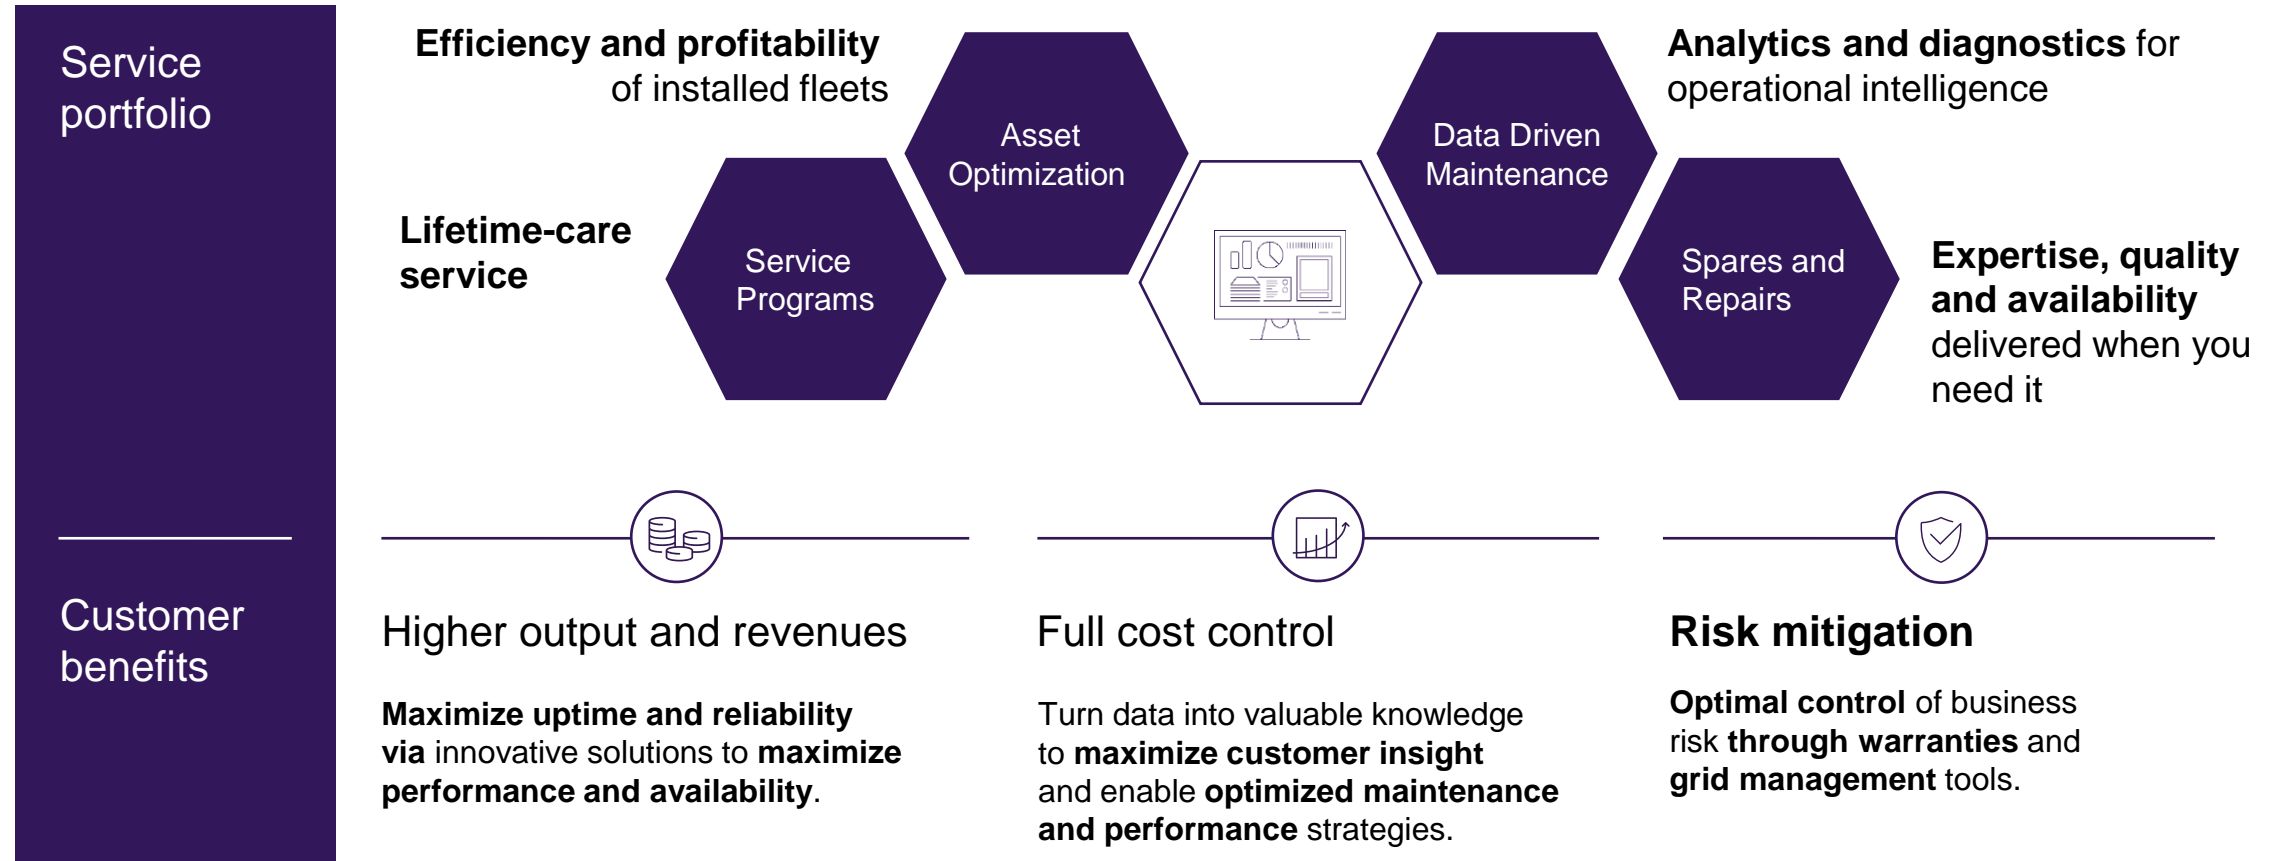 Service
portfolio
Efficiency and profitability
of installed fleets
Asset
Optimization
Data Driven
Maintenance
Analytics and diagnostics for
operational intelligence
Lifetime-care
service
Service
Programs
Spares and
Repairs
Expertise, quality
and availability
delivered when you
need it
Customer
benefits
Higher output and revenues
Maximize uptime and reliability
via innovative solutions to maximize
performance and availability.
Full cost control
Turn data into valuable knowledge
to maximize customer insight
and enable optimized maintenance
and performance strategies.
Risk mitigation
Optimal control of business
risk through warranties and
grid management tools.